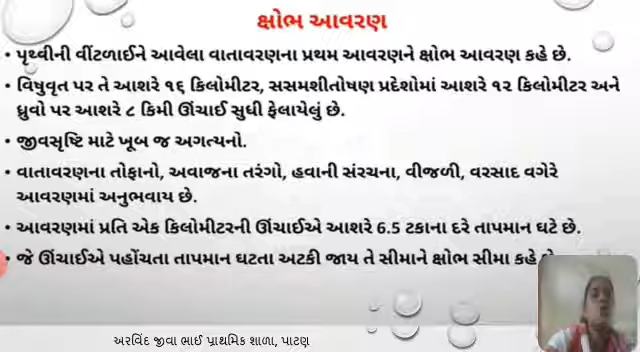 ક્ષોભ આવરણ
• પૃથ્વીની વીંટળાઈને આવેલા વાતાવરણના પ્રથમ આવરણને ક્ષોભ આવરણ કહે છે.
• વિષુવૃત પર તે આશરે ૧૬ કિલોમીટર, સસમશીતોષણ પ્રદેશોમાં આશરે ૧૨ કિલોમીટર અને
ધ્રુવો પર આશરે ૮ કિમી ઊંચાઈ સુધી ફેલાયેલું છે.
• જીવસૃષ્ટિ માટે ખૂબ જ અગત્યનો.
• વાતાવરણના તોફાનો, અવાજના તરંગો, હવાની સંરચના, વીજળી, વરસાદ વગેરે
આવરણમાં અનુભવાય છે.
• આવરણમાં પ્રતિ એક કિલોમીટરની ઊંચાઈએ આશરે 6.5 ટકાના દરે તાપમાન ઘટે છે.
• જે ઊંચાઈએ પહોંચતા તાપમાન ઘટતા અટકી જાય તે સીમાને ક્ષોભ સીમા કહે
અરવિંદ જીવા ભાઈ પ્રાથમિક શાળા, પાટણ